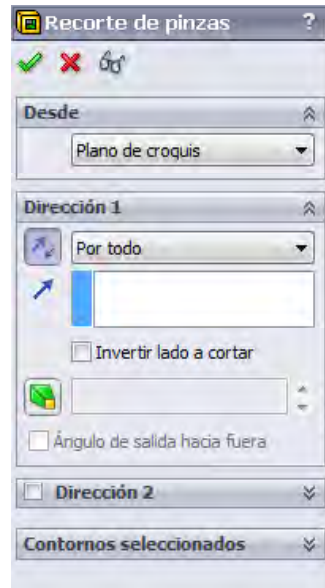 Recorte de pinzas ?
Desde
Plano de croquis
Dirección 1
Por todo
Invertir lado a cortar
Ángulo de salida hacia fuera
Dirección 2
Contornos seleccionados